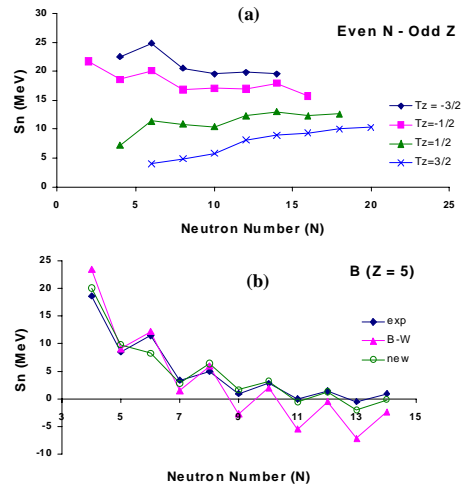 (a)
Even N - Odd Z
Sn (MeV)
30
25
20
15
10
5
0
0 5 10 15 20 25
Neutron Number (N)
Tz = -3/2
Tz=-1/2
Tz=1/2
Tz=3/2
(b)
B (Z = 5)
Sn (MeV)
25
20
15
10
5
0
-5
-10
3 5 7 9 11 13 15
Neutron Number (N)
exp
B-W
new